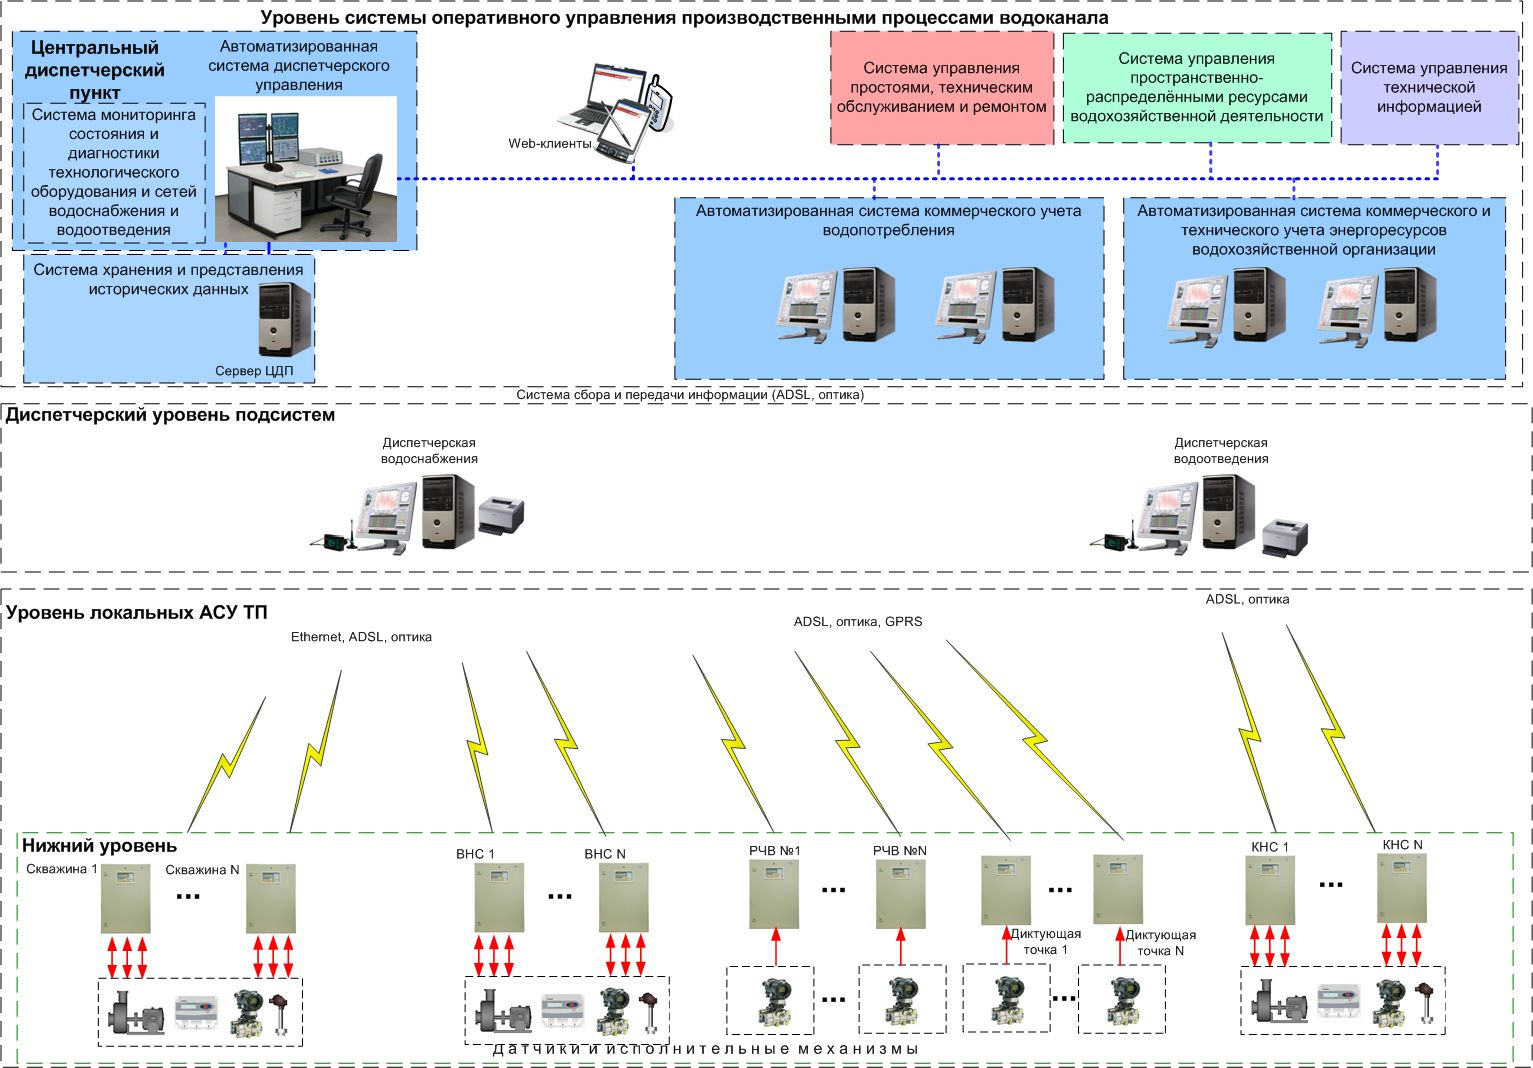 Уровень системы оперативного управления производственными процессами водоканала
Центральный
диспетчерский
пункт
Автоматизированная
система диспетчерского
управления
Система мониторинга
состояния и
диагностики
технологического
оборудования и сетей
водоснабжения и
водоотведения
Система хранения и представления
исторических данных
Сервер ЦДП
Web-клиенты
Система управления
простоями, техническим
обслуживанием и ремонтом
Система управления
пространственно-
распределёнными ресурсами
водохозяйственной деятельности
Система управления
технической
информацией
Автоматизированная система коммерческого учета
водопотребления
Автоматизированная система коммерческого и
технического учета энергоресурсов
водохозяйственной организации
Система сбора и передачи информации (ADSL, оптика)
Диспетчерский уровень подсистем
Диспетчерская
водоснабжения
Диспетчерская
водоотведения
Уровень локальных АСУ ТП
Ethernet, ADSL, оптика
ADSL, оптика, GPRS
ADSL, оптика
Нижний уровень
Скважина 1
...
Скважина N
ВНС 1
...
ВНС N
РЧВ №1
...
РЧВ №N
...
КНС 1
...
КНС N
Диктующая
точка 1
Диктующая
точка N
...
...
Датчики и исполнительные механизмы